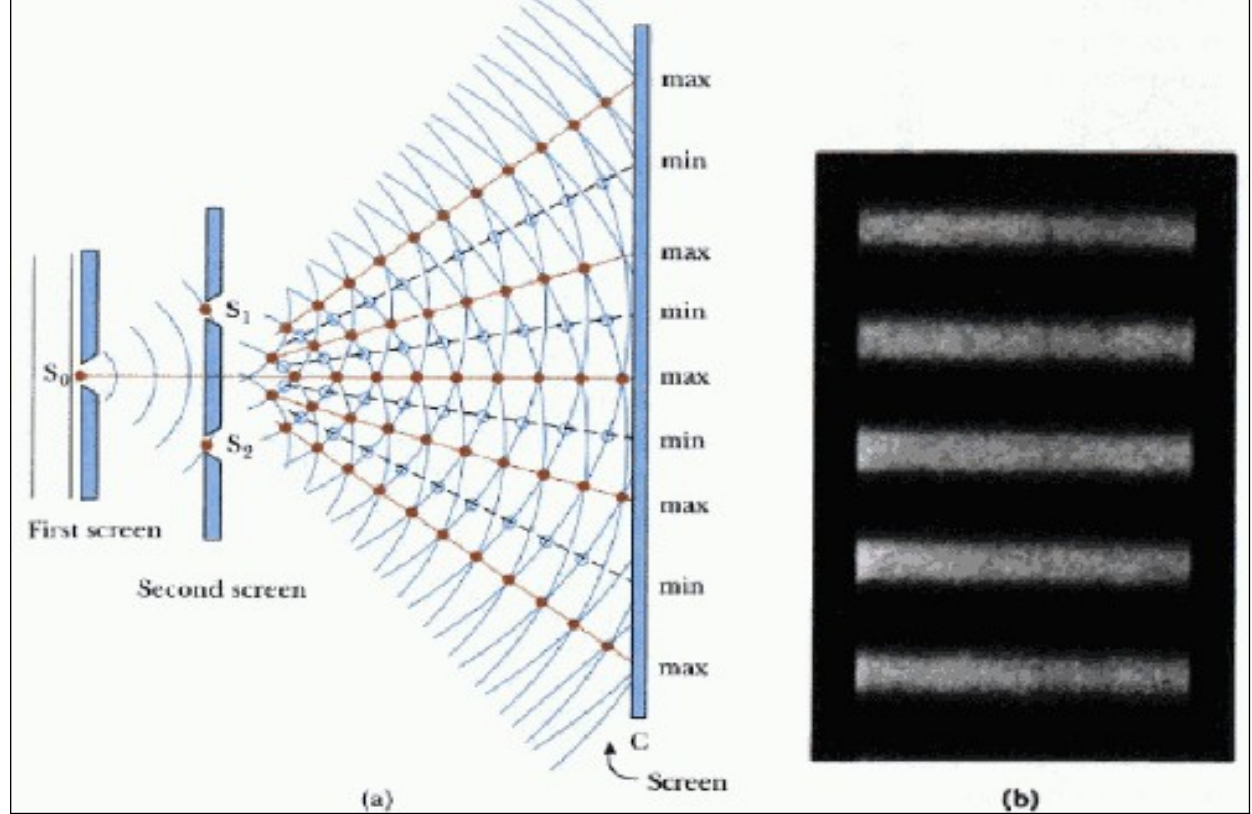 max
min
max
S₁
min
S₀
max
S₂
min
max
First screen
min
Second screen
max
C
Screen
(a)
(b)